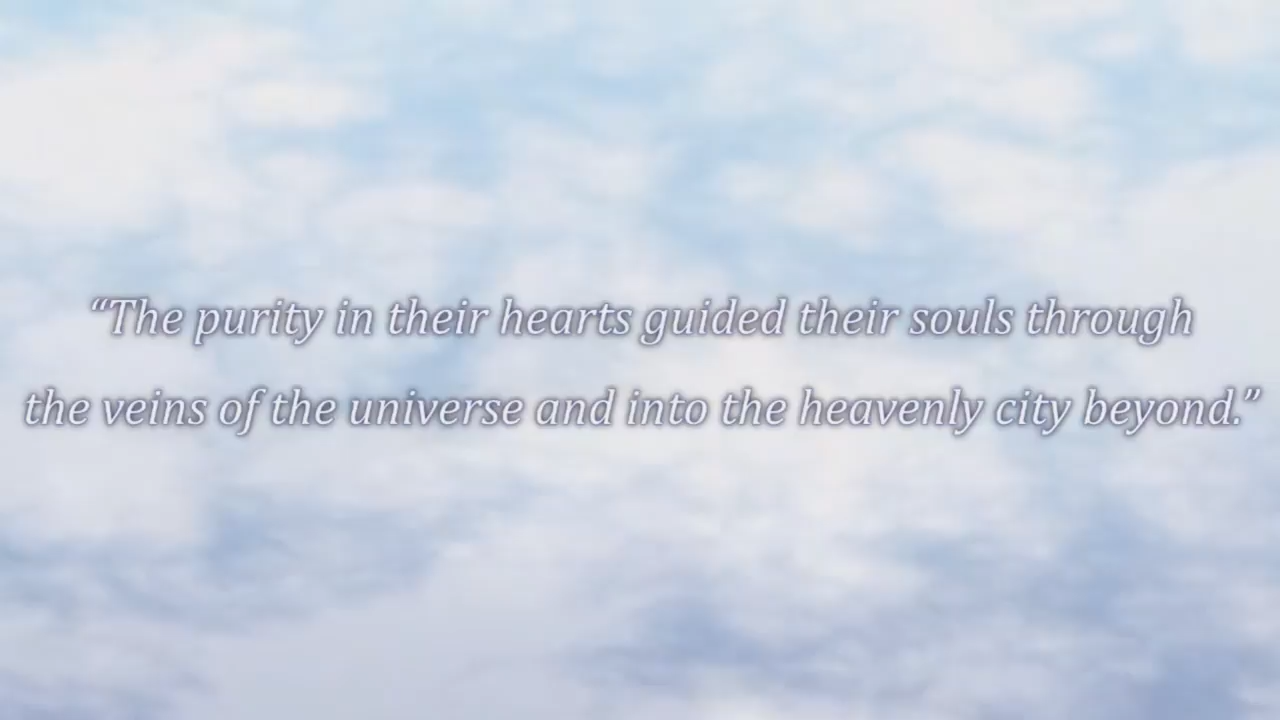 “The purity in their hearts guided their souls through
the veins of the universe and into the heavenly city beyond.”